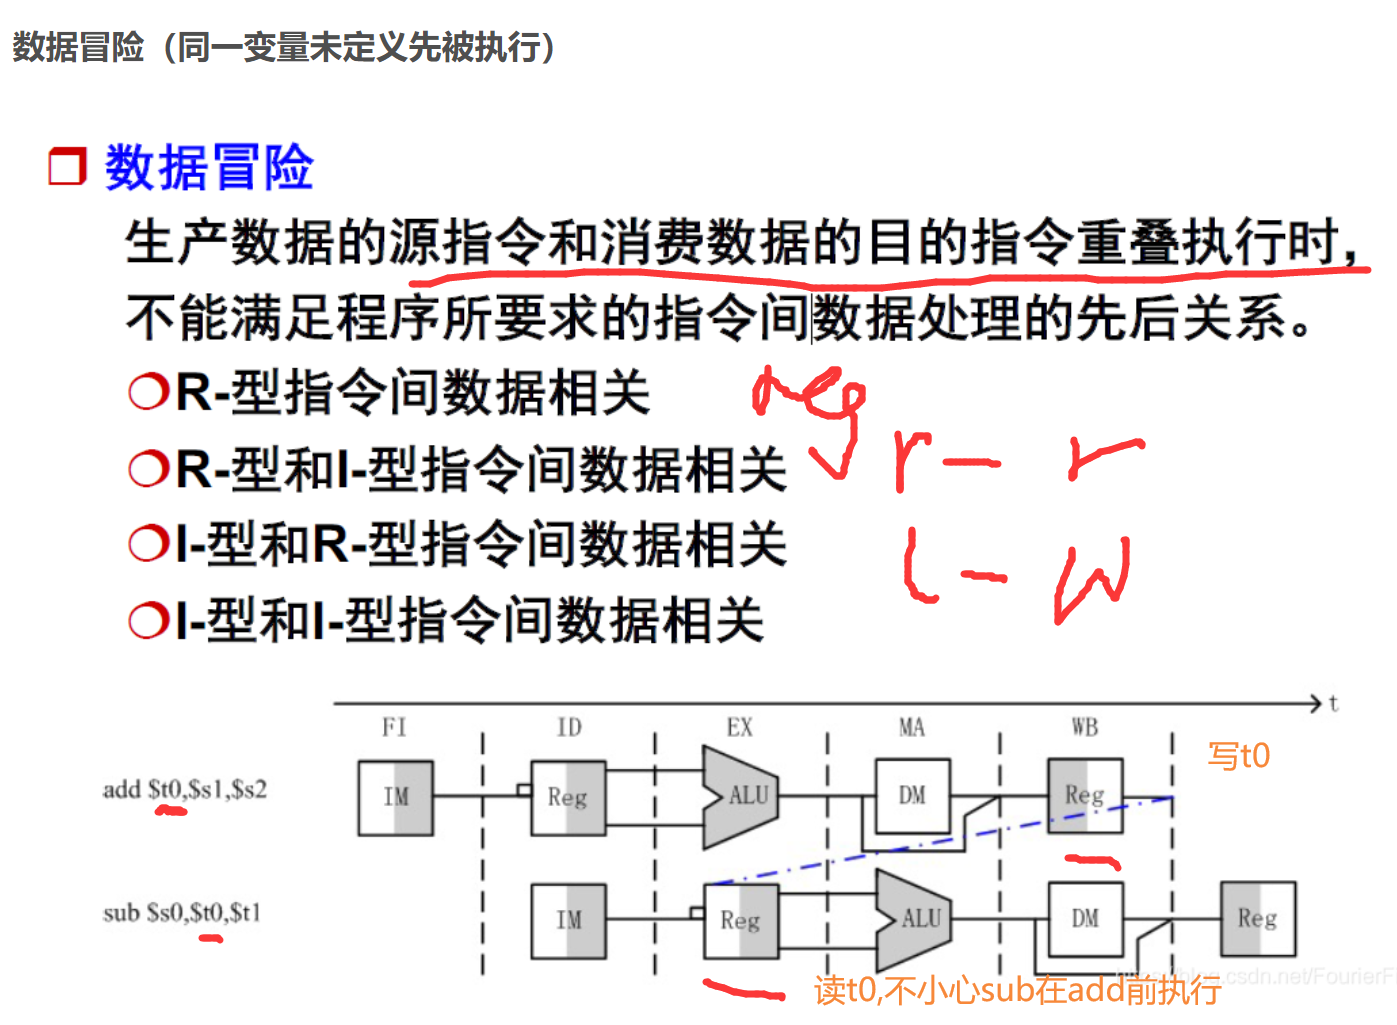 数据冒险（同一变量未定义先被执行）
数据冒险
生产数据的源指令和消费数据的目的指令重叠执行时，
不能满足程序所要求的指令间数据处理的先后关系。
R-型指令间数据相关
reg
R-型和I-型指令间数据相关
r - r
I-型和R-型指令间数据相关
l - w
I-型和I-型指令间数据相关
t
FI ID EX MA WB
写t0
add $t0,$s1,$s2 IM Reg ALU DM Reg
sub $s0,$t0,$t1 IM Reg ALU DM Reg
读t0,不小心sub在add前执行